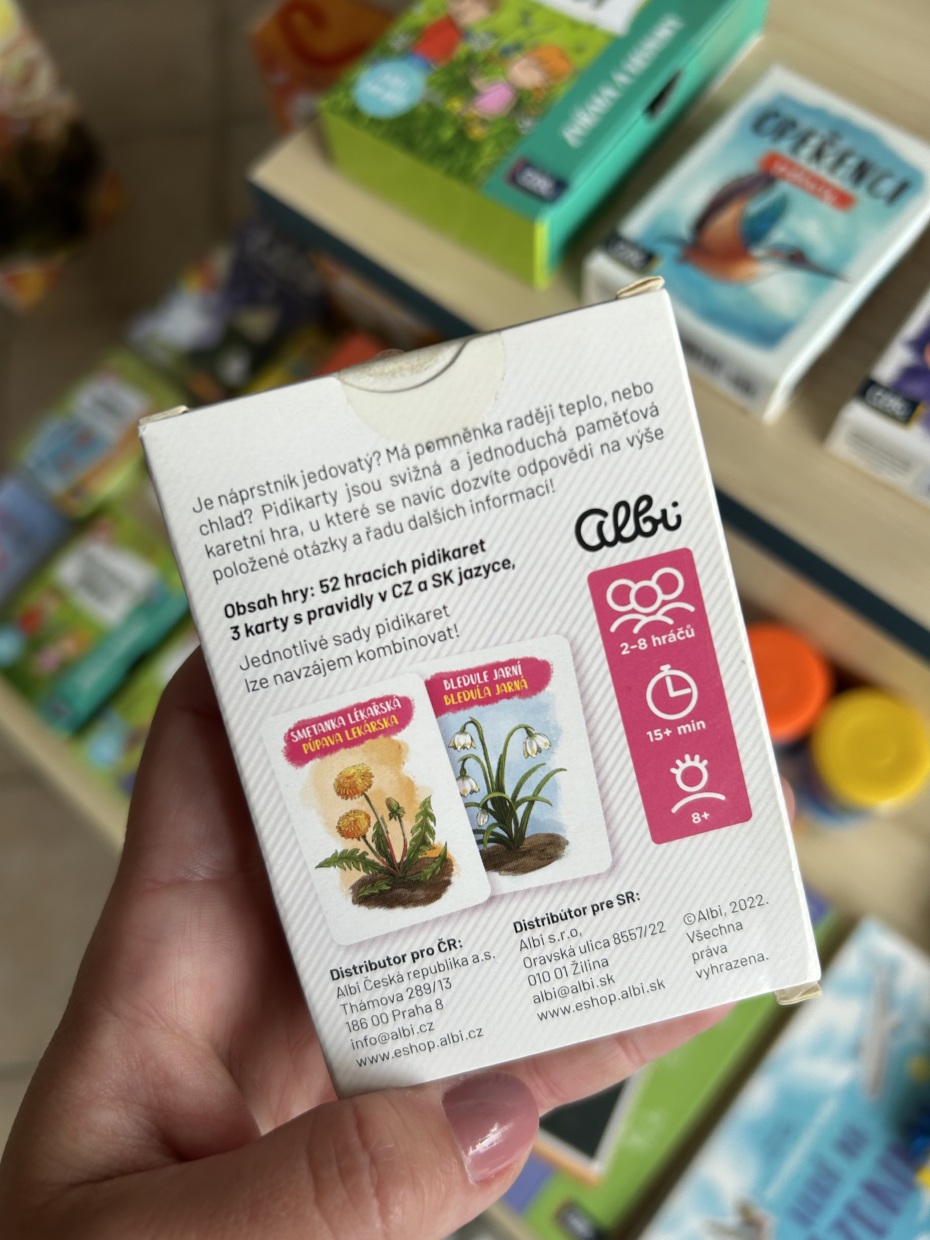 OPEŘENCI
Je náprstník jedovatý? Má pomněnka raději teplo, nebo
chlad? Pidikarty jsou svižná a jednoduchá paměťová
karetní hra, u které se navíc dozvíte odpovědi na výše
položené otázky a řadu dalších informací!
Albi
Obsah hry: 52 hracích pidikaret
3 karty s pravidly v CZ a SK jazyce,
Jednotlivé sady pidikaret
lze navzájem kombinovat!
2–8 hráčů
15+ min
8+
SMETANKA LÉKAŘSKÁ
PÚPAVA LEKÁRSKA
BLEDULE JARNÍ
BLEDUĽA JARNÁ
Distributor pro ČR:
Albi Česká republika a.s.
Thámova 289/13
186 00 Praha 8
info@albi.cz
www.eshop.albi.cz
Distribútor pre SR:
Albi s.r.o,
Oravská ulica 8557/22
010 01 Žilina
albi@albi.sk
www.eshop.albi.sk
©Albi, 2022.
Všechna
práva
vyhrazena.